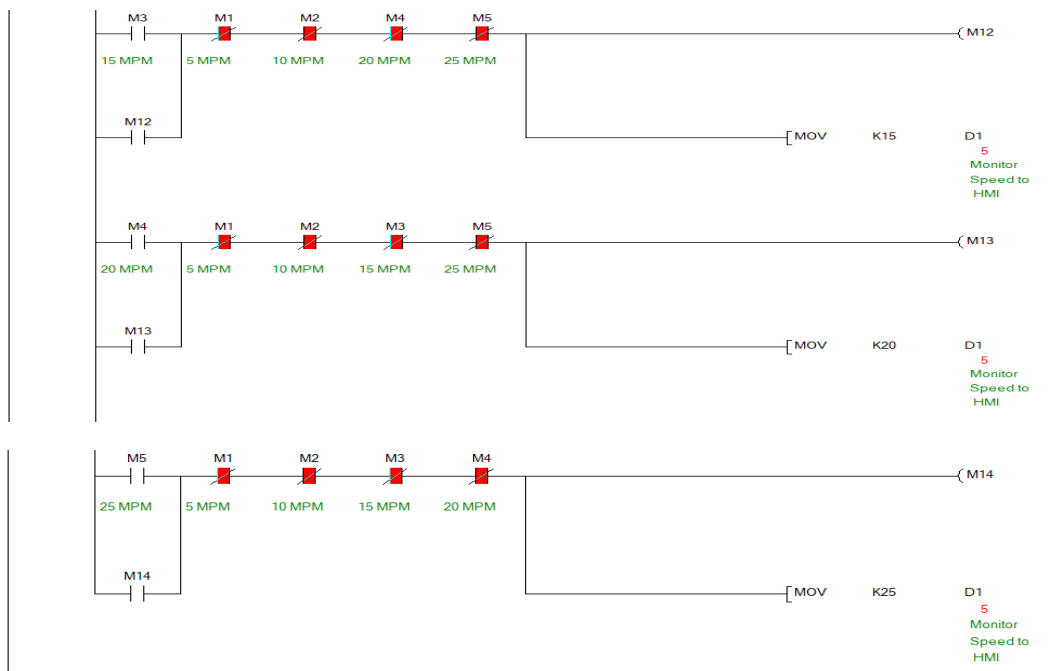 M3 M1 M2 M4 M5
M12
15 MPM 5 MPM 10 MPM 20 MPM 25 MPM
M12
MOV K15 D1
5
Monitor
Speed to
HMI
M4 M1 M2 M3 M5
M13
20 MPM 5 MPM 10 MPM 15 MPM 25 MPM
M13
MOV K20 D1
5
Monitor
Speed to
HMI
M5 M1 M2 M3 M4
M14
25 MPM 5 MPM 10 MPM 15 MPM 20 MPM
M14
MOV K25 D1
5
Monitor
Speed to
HMI